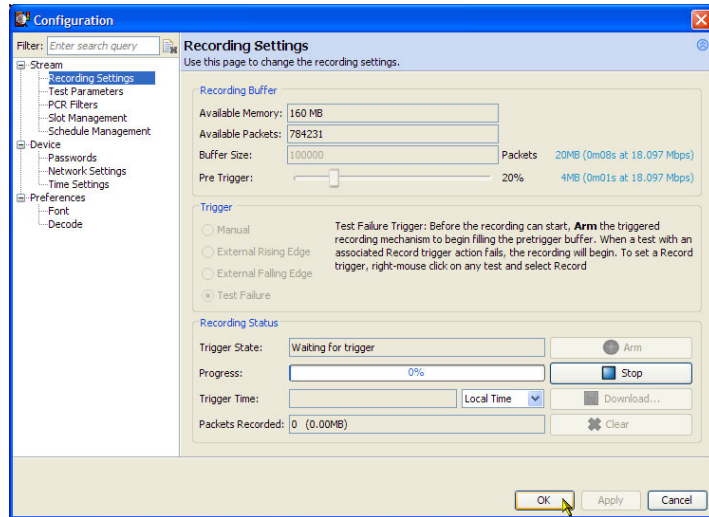 Configuration
Filter: Enter search query
Stream
Recording Settings
Test Parameters
PCR Filters
Slot Management
Schedule Management
Device
Passwords
Network Settings
Time Settings
Preferences
Font
Decode
Recording Settings
Use this page to change the recording settings.
Recording Buffer
Available Memory: 160 MB
Available Packets: 784231
Buffer Size: 100000 Packets 20MB (0m08s at 18.097 Mbps)
Pre Trigger: 20% 4MB (0m01s at 18.097 Mbps)
Trigger
Manual
External Rising Edge
External Falling Edge
Test Failure
Test Failure Trigger: Before the recording can start, Arm the triggered
recording mechanism to begin filling the pretrigger buffer. When a test with an
associated Record trigger action fails, the recording will begin. To set a Record
trigger, right-mouse click on any test and select Record
Recording Status
Trigger State: Waiting for trigger Arm
Progress: 0% Stop
Trigger Time: Local Time Download...
Packets Recorded: 0 (0.00MB) Clear
OK Apply Cancel